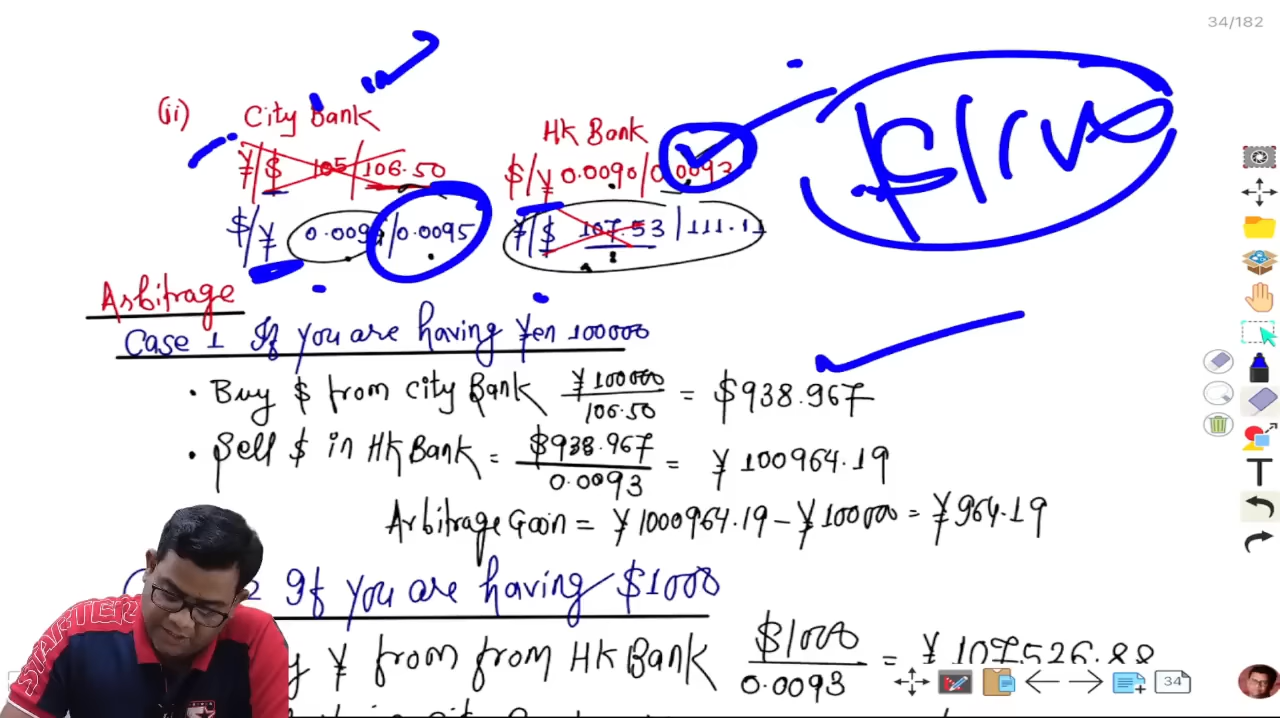 34/182
(ii) City Bank HK Bank
¥/$ 105/106.50 $/¥ 0.0090/0.0093
$/¥ /0.0095 ¥/$ 107.53/111.11
Arbitrage
Case 1 If you are having Yen 100000
• Buy $ from City Bank ¥100000/106.50 = $938.967
• Sell $ in HK Bank = $938.967/0.0093 = ¥100964.19
Arbitrage Gain = ¥1000964.19 - ¥100000 = ¥964.19
2 If you are having $1000
¥ from from HK Bank $1000/0.0093 = ¥107526.88
STARTER
34